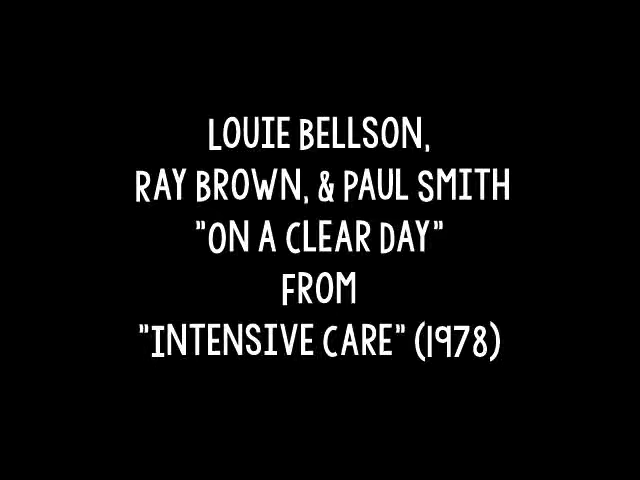 LOUIE BELLSON,
RAY BROWN, & PAUL SMITH
"ON A CLEAR DAY"
FROM
"INTENSIVE CARE" (1978)